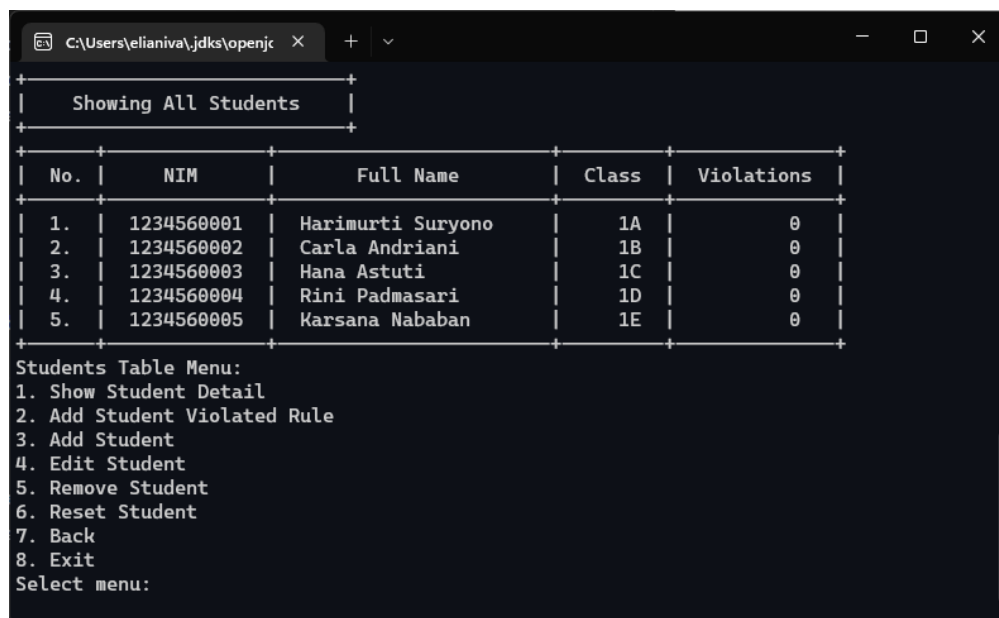 C:\Users\elianiva\.jdks\openjc
Showing All Students
No. | NIM | Full Name | Class | Violations
1. | 1234560001 | Harimurti Suryono | 1A | 0
2. | 1234560002 | Carla Andriani | 1B | 0
3. | 1234560003 | Hana Astuti | 1C | 0
4. | 1234560004 | Rini Padmasari | 1D | 0
5. | 1234560005 | Karsana Nababan | 1E | 0
Students Table Menu:
1. Show Student Detail
2. Add Student Violated Rule
3. Add Student
4. Edit Student
5. Remove Student
6. Reset Student
7. Back
8. Exit
Select menu: